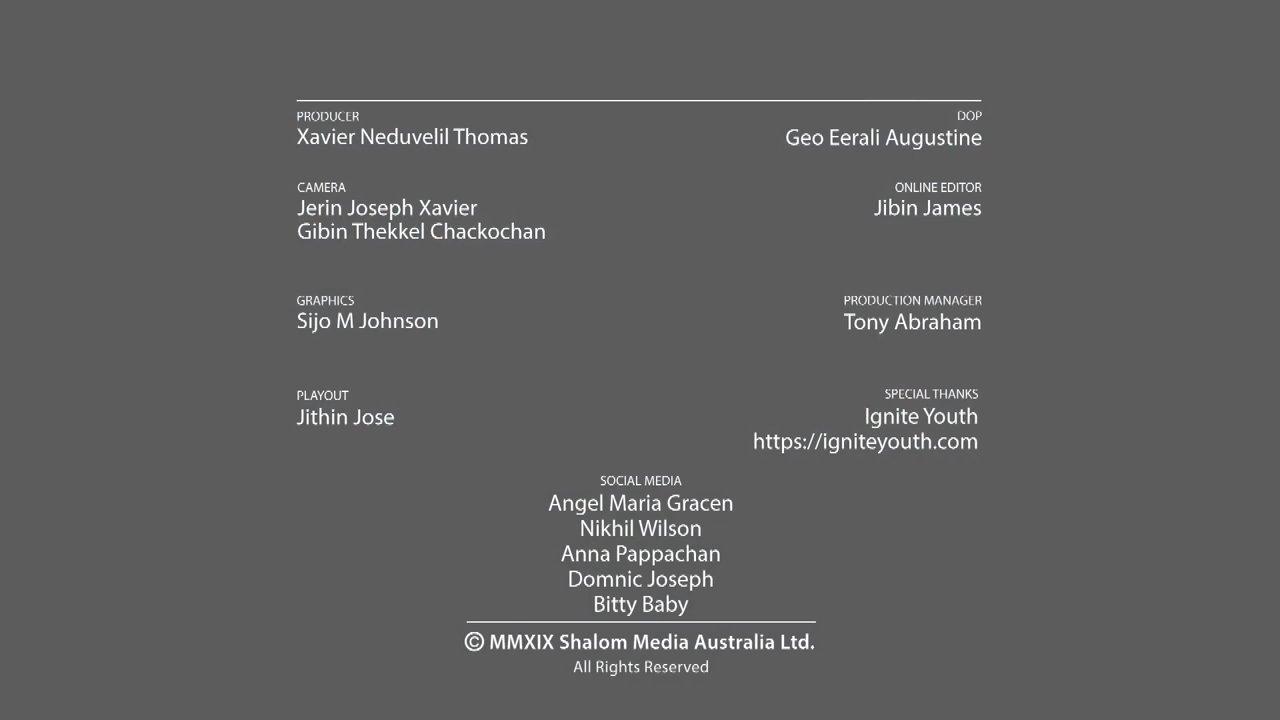 PRODUCER
Xavier Neduvelil Thomas
DOP
Geo Eerali Augustine
CAMERA
Jerin Joseph Xavier
Gibin Thekkel Chackochan
ONLINE EDITOR
Jibin James
GRAPHICS
Sijo M Johnson
PRODUCTION MANAGER
Tony Abraham
PLAYOUT
Jithin Jose
SPECIAL THANKS
Ignite Youth
https://igniteyouth.com
SOCIAL MEDIA
Angel Maria Gracen
Nikhil Wilson
Anna Pappachan
Domnic Joseph
Bitty Baby
© MMXIX Shalom Media Australia Ltd.
All Rights Reserved